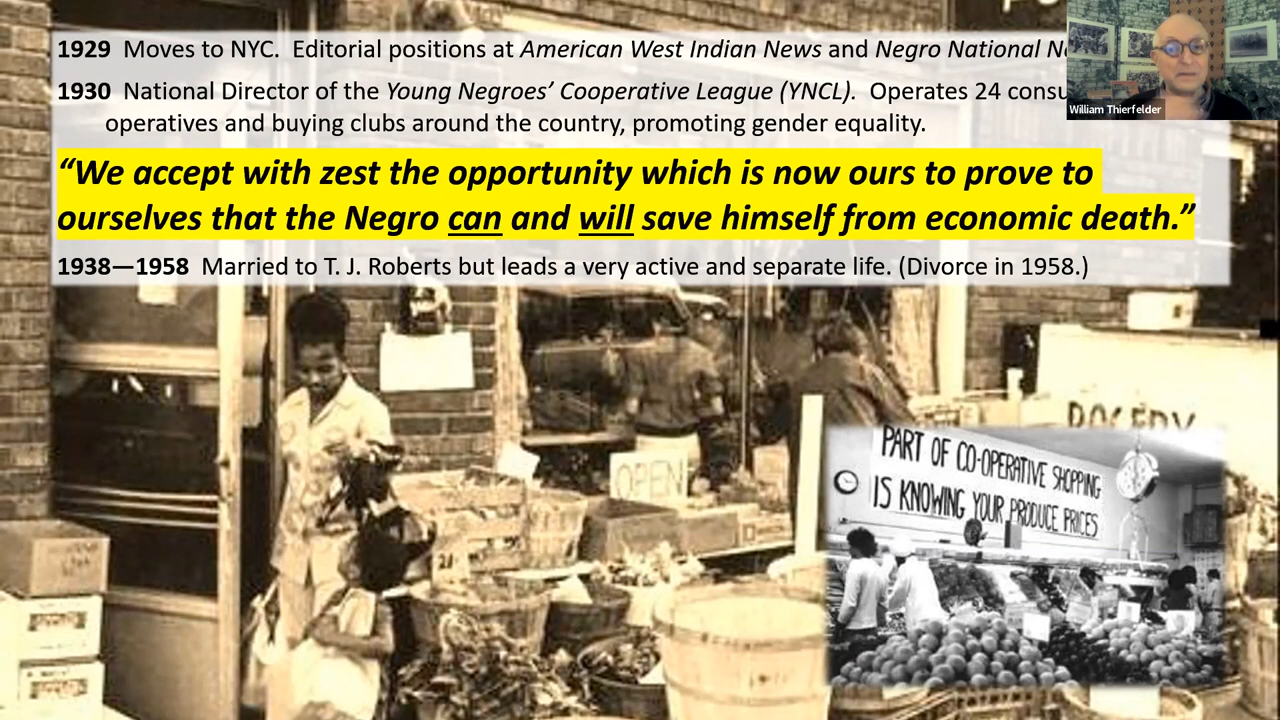 1929 Moves to NYC. Editorial positions at American West Indian News and Negro National
1930 National Director of the Young Negroes’ Cooperative League (YNCL). Operates 24
operatives and buying clubs around the country, promoting gender equality.
“We accept with zest the opportunity which is now ours to prove to
ourselves that the Negro can and will save himself from economic death.”
1938—1958 Married to T. J. Roberts but leads a very active and separate life. (Divorce in 1958.)
William Thierfelder
OPEN
PART OF CO-OPERATIVE SHOPPING
IS KNOWING YOUR PRODUCE PRICES